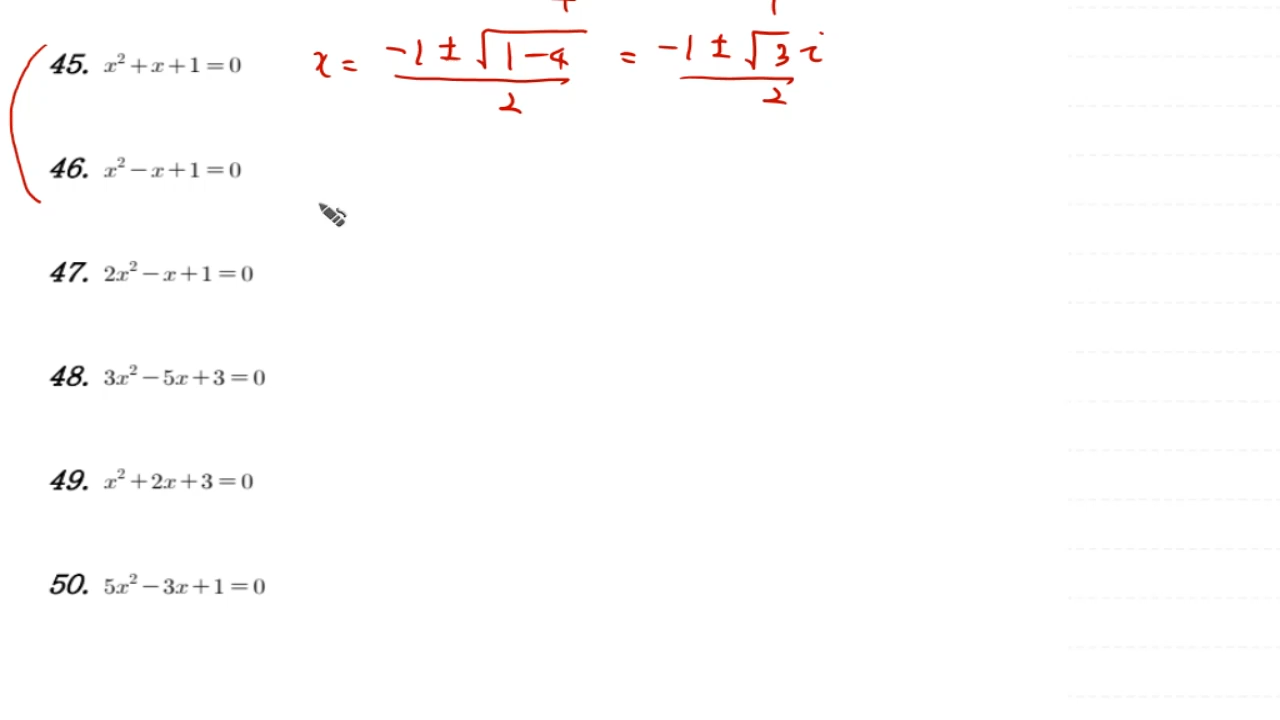 45. x² + x + 1 = 0 x = (-1 ± √(1-4))/2 = (-1 ± √3 i)/2
46. x² - x + 1 = 0
47. 2x² - x + 1 = 0
48. 3x² - 5x + 3 = 0
49. x² + 2x + 3 = 0
50. 5x² - 3x + 1 = 0